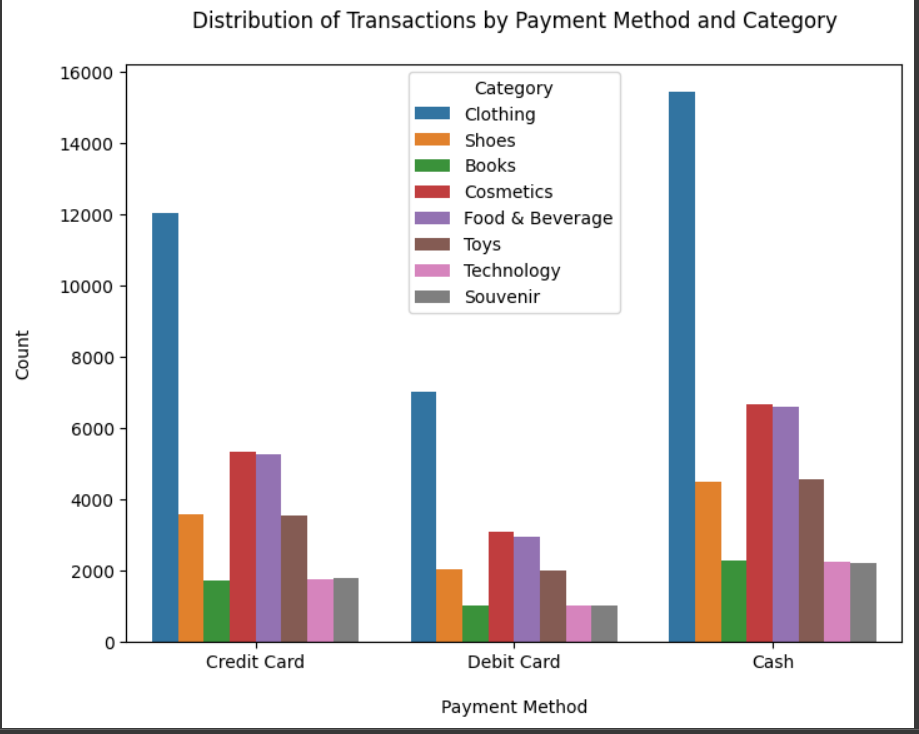 Distribution of Transactions by Payment Method and Category
16000
14000
12000
10000
8000
6000
4000
2000
0
Count
Category
Clothing
Shoes
Books
Cosmetics
Food & Beverage
Toys
Technology
Souvenir
Credit Card
Debit Card
Cash
Payment Method